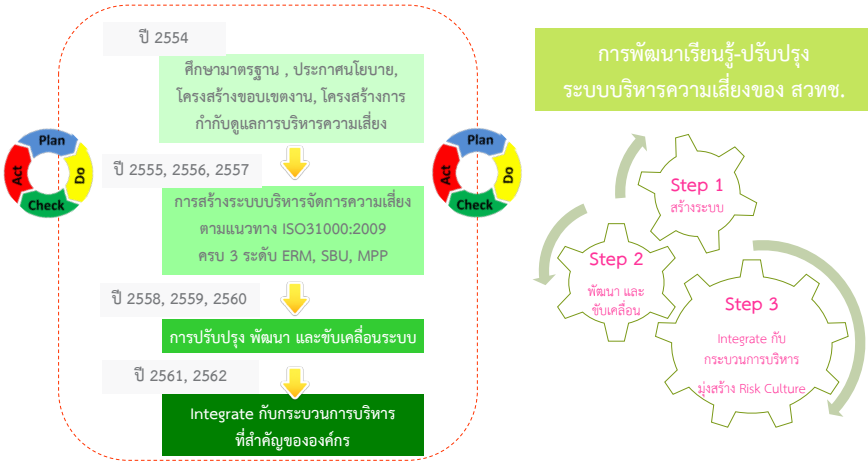 ปี 2554
ศึกษามาตรฐาน , ประกาศนโยบาย,
โครงสร้างขอบเขตงาน, โครงสร้างการ
กำกับดูแลการบริหารความเสี่ยง
Plan
Do
Check
Act
Plan
Do
Check
Act
ปี 2555, 2556, 2557
การสร้างระบบบริหารจัดการความเสี่ยง
ตามแนวทาง ISO31000:2009
ครบ 3 ระดับ ERM, SBU, MPP
ปี 2558, 2559, 2560
การปรับปรุง พัฒนา และขับเคลื่อนระบบ
ปี 2561, 2562
Integrate กับกระบวนการบริหาร
ที่สำคัญขององค์กร
การพัฒนาเรียนรู้-ปรับปรุง
ระบบบริหารความเสี่ยงของ สวทช.
Step 1
สร้างระบบ
Step 2
พัฒนา และ
ขับเคลื่อน
Step 3
Integrate กับ
กระบวนการบริหาร
มุ่งสร้าง Risk Culture